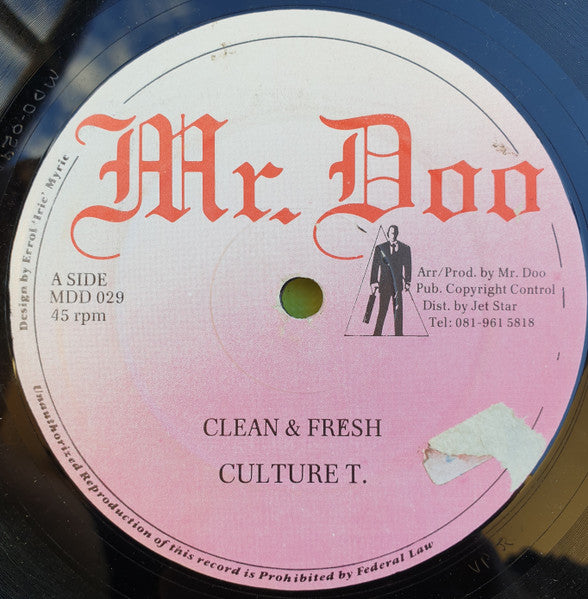 Mr. Doo
Design by Errol 'Irie' Myrie
A SIDE
MDD 029
45 rpm
Arr/Prod. by Mr. Doo
Pub. Copyright Control
Dist. by Jet Star
Tel: 081-961 5818
CLEAN & FRESH
CULTURE T.
Unauthorized Reproduction of this record is Prohibited by Federal Law